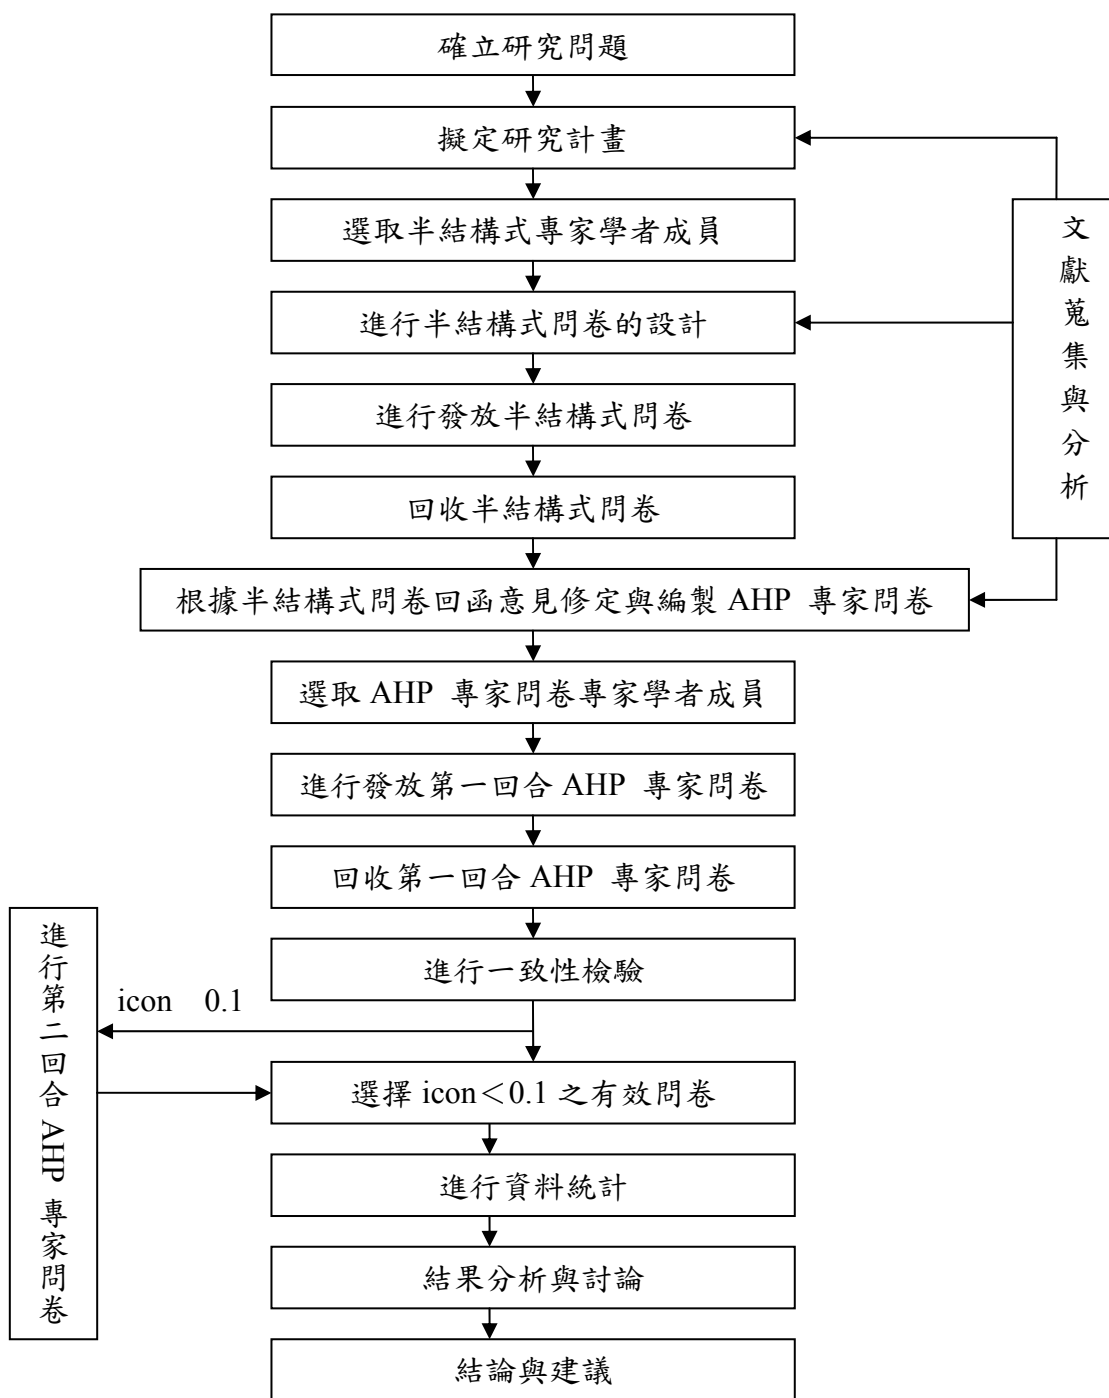 確立研究問題
擬定研究計畫
選取半結構式專家學者成員
進行半結構式問卷的設計
進行發放半結構式問卷
回收半結構式問卷
根據半結構式問卷回函意見修定與編製 AHP 專家問卷
選取 AHP 專家問卷專家學者成員
進行發放第一回合 AHP 專家問卷
回收第一回合 AHP 專家問卷
進行一致性檢驗
icon 0.1
選擇 icon＜0.1 之有效問卷
進行資料統計
結果分析與討論
結論與建議
文獻蒐集與分析
進行第二回合 AHP 專家問卷